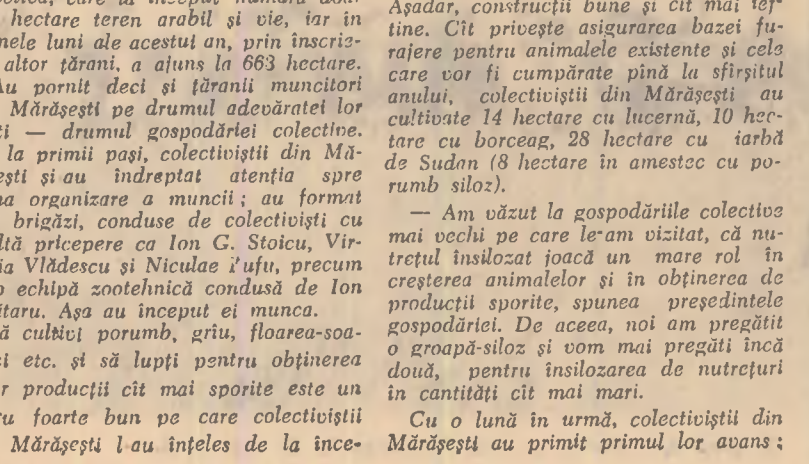 hectare teren arabil și vie, iar în
nele luni ale acestui an, prin înscrie-
altor țărani, a ajuns la 663 hectare.
Au pornit deci și țăranii muncitori
Mărășești pe drumul adevăratei lor
ti — drumul gospodăriei colective.
la primii pași, colectiviștii din Mă-
ești și-au îndreptat atenția spre
na organizare a muncii; au format
brigăzi, conduse de colectiviști cu
ltă pricepere ca Ion G. Stoicu, Vir-
ia Vlădescu și Niculae Tufu, precum
o echipă zootehnică condusă de Ion
itaru. Așa au început ei munca.
ă cultivi porumb, grîu, floarea-soa-
i etc. și să lupți pentru obținerea
r producții cît mai sporite este un
ru foarte bun pe care colectiviștii
Mărășești l-au înțeles de la înce-
Așadar, construcții bune și cît mai ief-
tine. Cît privește asigurarea bazei fu-
rajere pentru animalele existente și cele
care vor fi cumpărate pînă la sfîrșitul
anului, colectiviștii din Mărășești au
cultivate 14 hectare cu lucernă, 10 hec-
tare cu borceag, 28 hectare cu iarbă
de Sudan (8 hectare în amestec cu po-
rumb siloz).
— Am văzut la gospodăriile colective
mai vechi pe care le-am vizitat, că nu-
trețul însilozat joacă un mare rol în
creșterea animalelor și în obținerea de
producții sporite, spunea președintele
gospodăriei. De aceea, noi am pregătit
o groapă-siloz și vom mai pregăti încă
două, pentru însilozarea de nutrețuri
în cantități cît mai mari.
Cu o lună în urmă, colectiviștii din
Mărășești au primit primul lor avans;